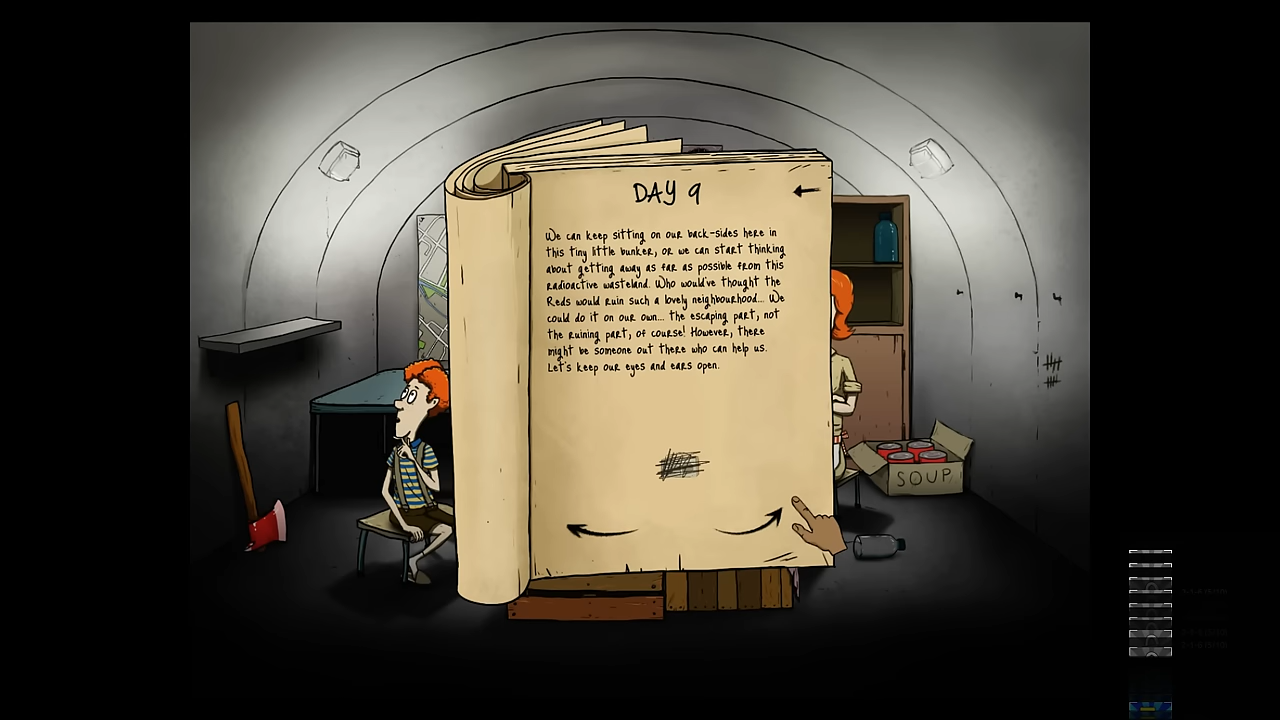 DAY 9
We can keep sitting on our back-sides here in
this tiny little bunker, or we can start thinking
about getting away as far as possible from this
radioactive wasteland. Who would've thought the
Reds would ruin such a lovely neighbourhood... We
could do it on our own... the escaping part, not
the ruining part, of course! However, there
might be someone out there who can help us.
Let's keep our eyes and ears open.
SOUP